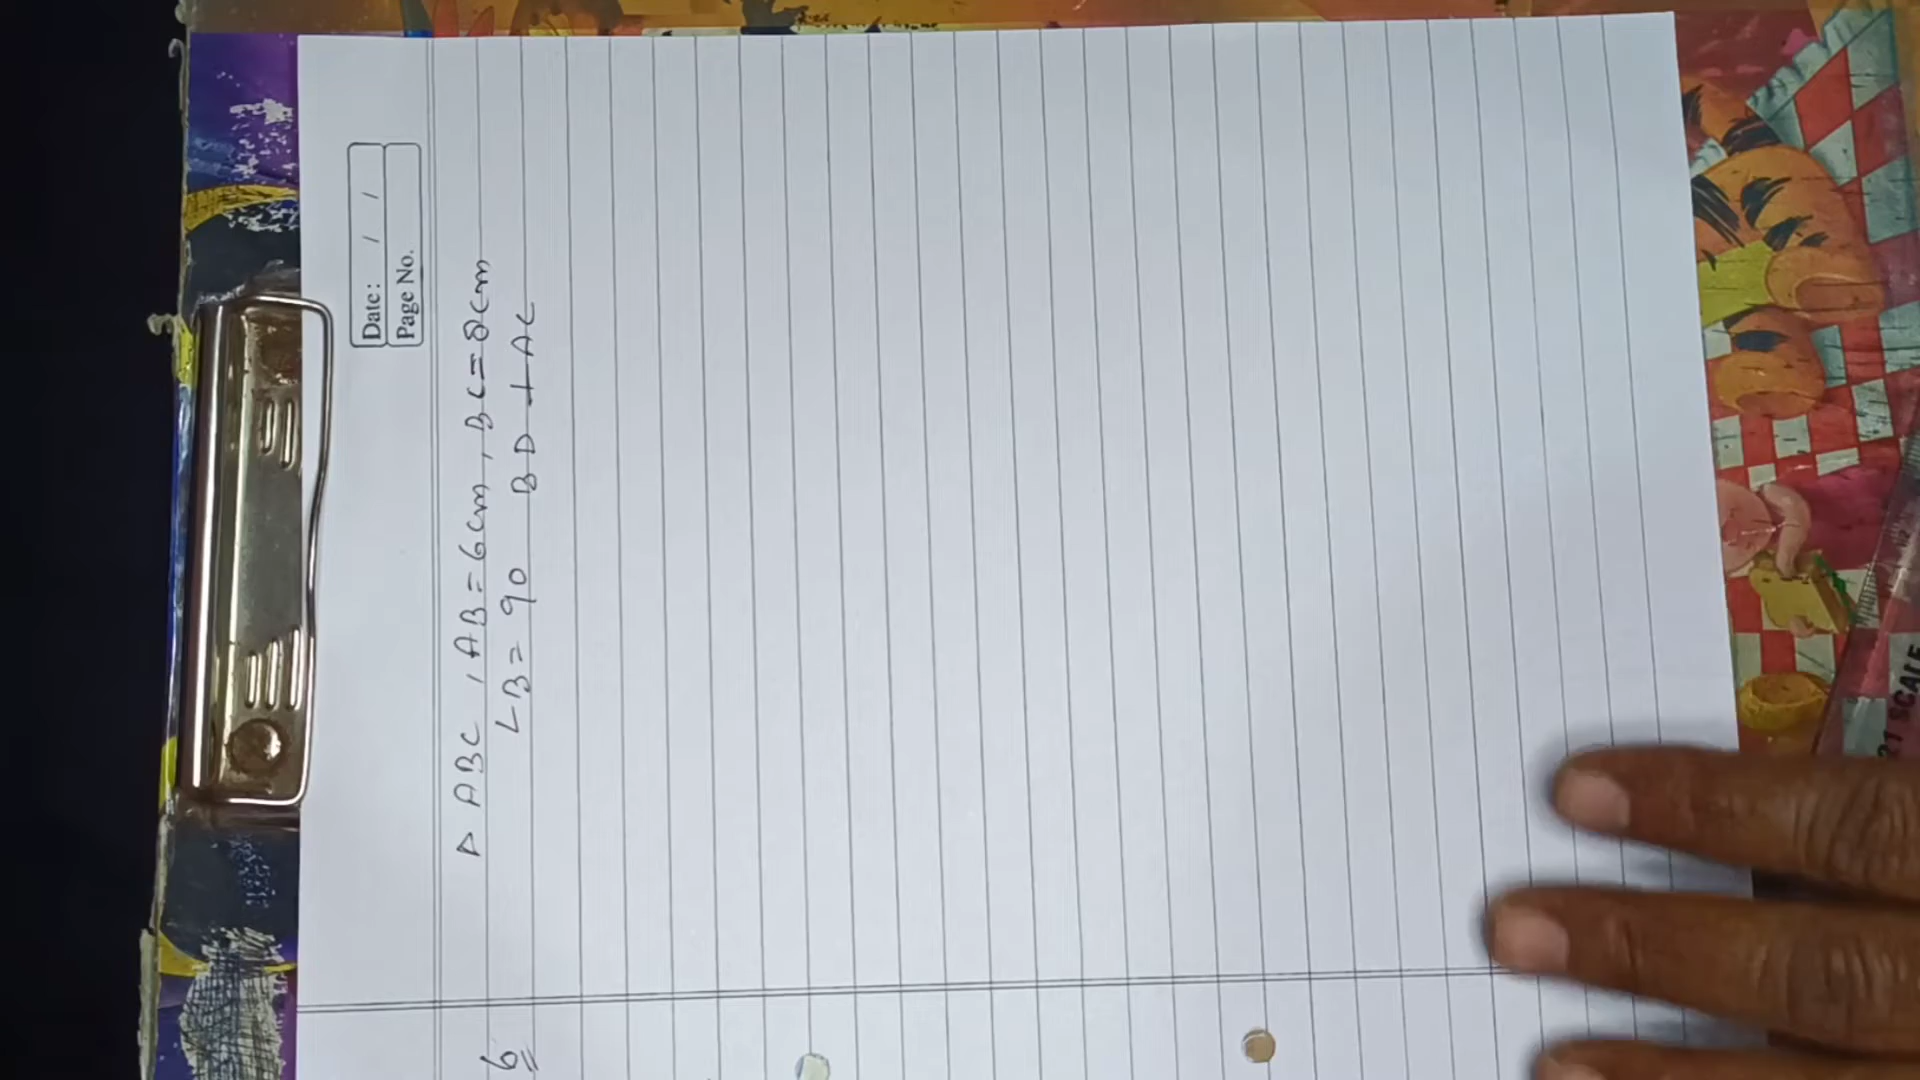 Date: / /
Page No.
6
△ ABC , AB = 6cm, BC = 8cm
∠B = 90 BD ⊥ AC
SCALE